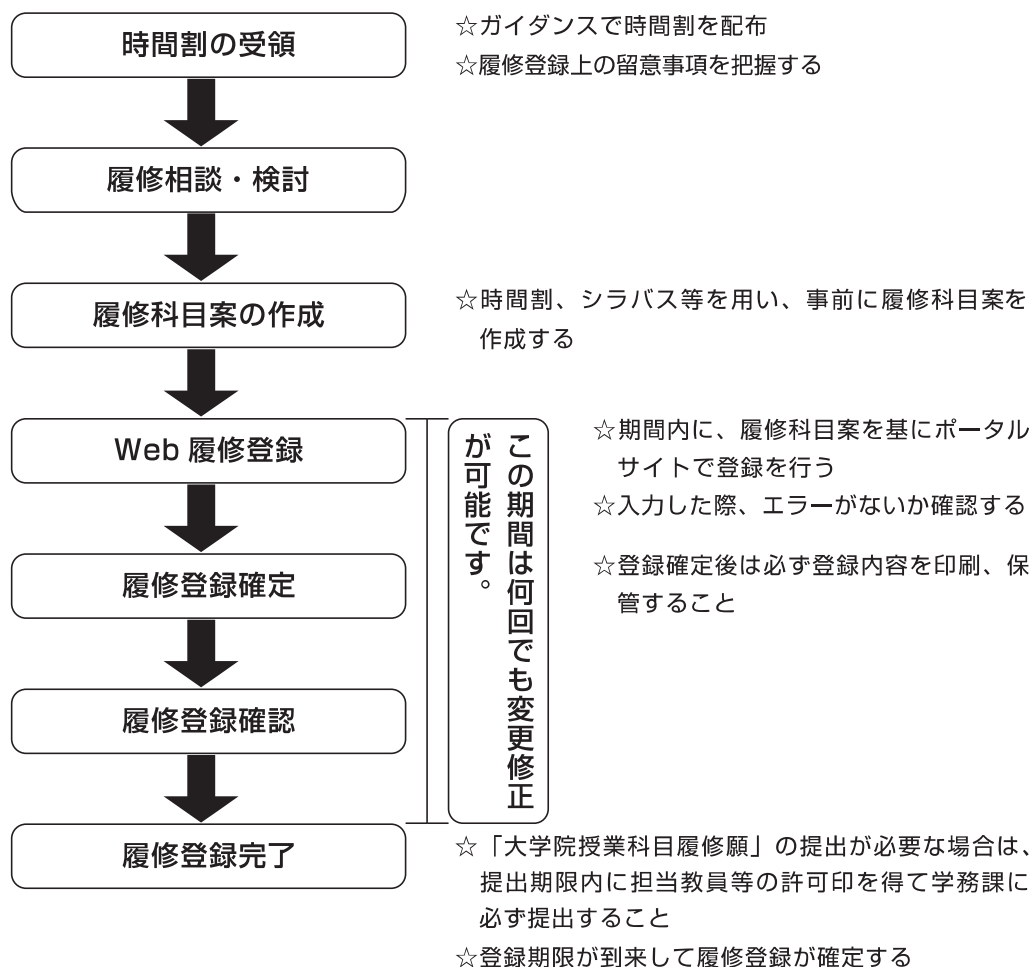 時間割の受領
☆ガイダンスで時間割を配布
☆履修登録上の留意事項を把握する
履修相談・検討
履修科目案の作成
☆時間割、シラバス等を用い、事前に履修科目案を
作成する
Web 履修登録
この期間は何回でも変更修正
が可能です。
☆期間内に、履修科目案を基にポータル
サイトで登録を行う
☆入力した際、エラーがないか確認する
履修登録確定
☆登録確定後は必ず登録内容を印刷、保
管すること
履修登録確認
履修登録完了
☆「大学院授業科目履修願」の提出が必要な場合は、
提出期限内に担当教員等の許可印を得て学務課に
必ず提出すること
☆登録期限が到来して履修登録が確定する